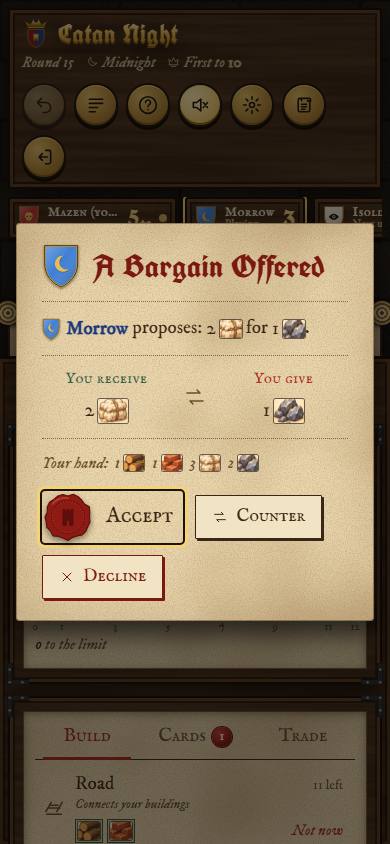 Catan Night
Round 15 Midnight First to 10
Mazen (yo... 5
Morrow 3
Isol
A Bargain Offered
Morrow proposes: 2 for 1 .
You receive
You give
2
1
Your hand: 1 1 3 2
Accept
Counter
Decline
0 to the limit
Build
Cards 1
Trade
Road
11 left
Connects your buildings
Not now